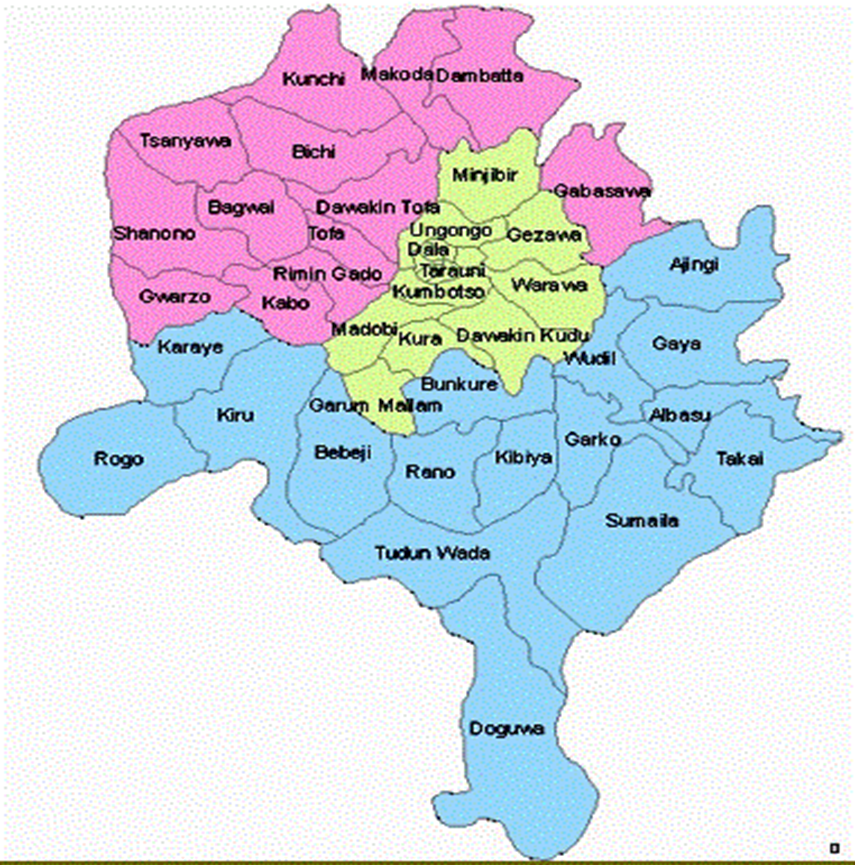 Kunchi
Makoda
Dambatta
Tsanyawa
Bichi
Minjibir
Gabasawa
Bagwai
Dawakin Tofa
Shanono
Tofa
Ungongo
Gezawa
Dala
Ajingi
Rimin Gado
Tarauni
Gwarzo
Kabo
Kumbotso
Warawa
Madobi
Kura
Dawakin Kudu
Karaye
Wudil
Gaya
Bunkure
Garum Mallam
Kiru
Albasu
Rogo
Bebeji
Rano
Kibiya
Garko
Takai
Sumaila
Tudun Wada
Doguwa